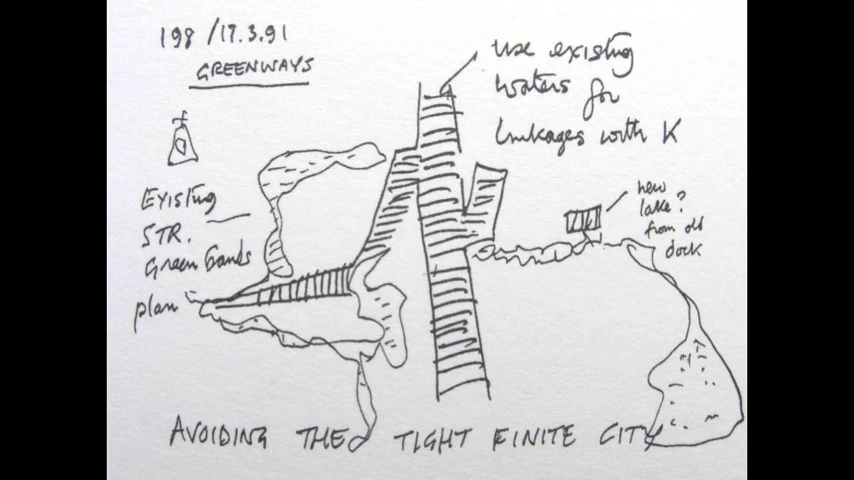 198 / 17.3.91
GREENWAYS
use existing
waters for
linkages with K
Existing
STR.
Green bands
plan
new
lake?
from old
dock
AVOIDING THE TIGHT FINITE CITY